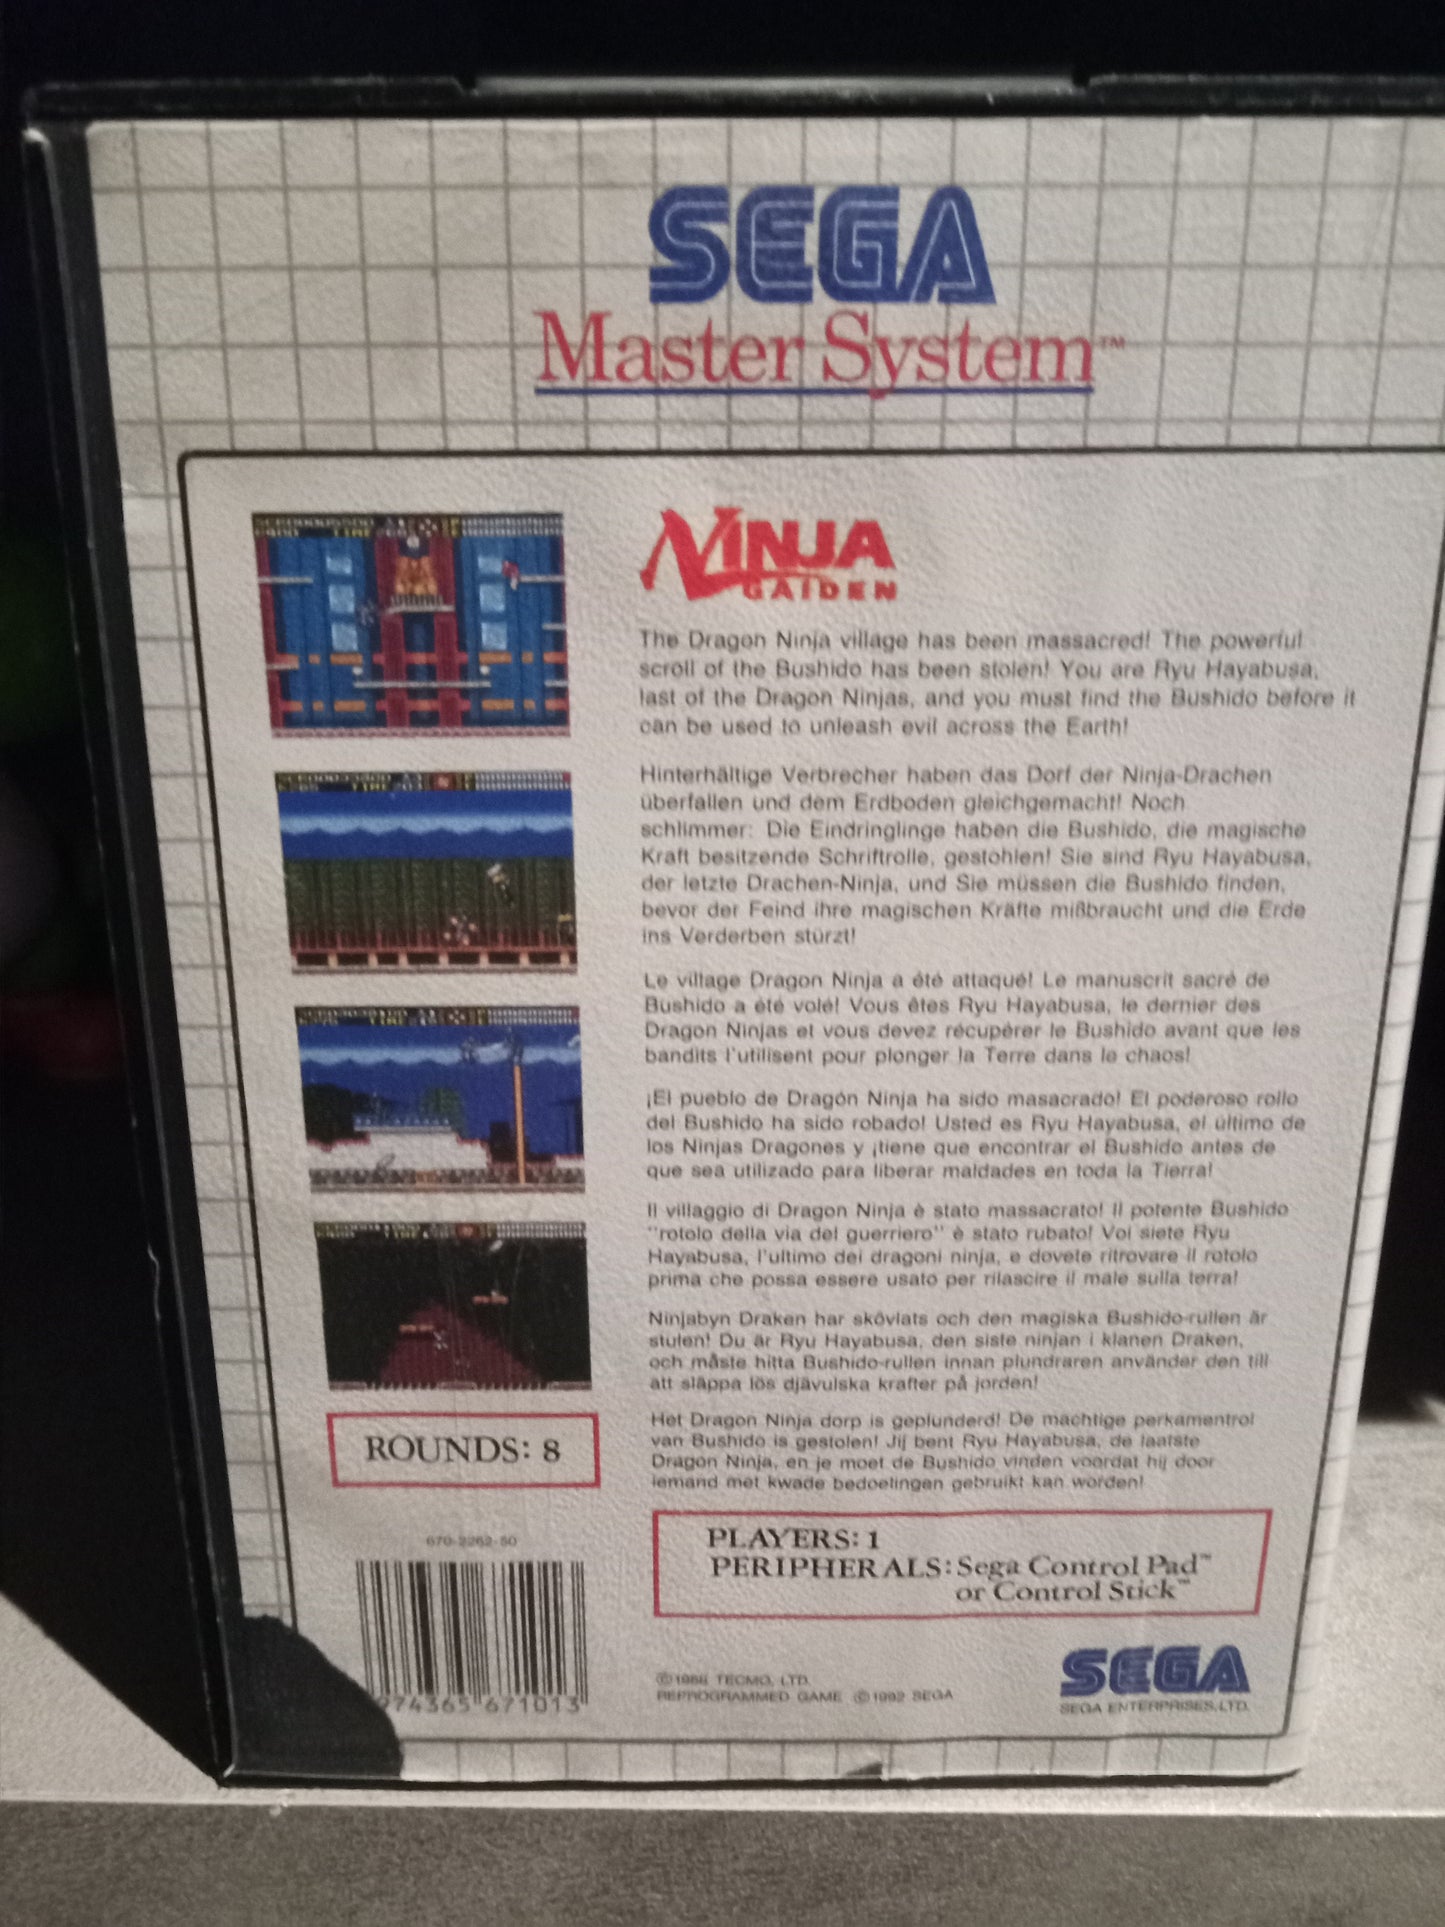 SEGA
Master System™
NINJA
GAIDEN
The Dragon Ninja village has been massacred! The powerful
scroll of the Bushido has been stolen! You are Ryu Hayabusa,
last of the Dragon Ninjas, and you must find the Bushido before it
can be used to unleash evil across the Earth!
Hinterhältige Verbrecher haben das Dorf der Ninja-Drachen
überfallen und dem Erdboden gleichgemacht! Noch
schlimmer: Die Eindringlinge haben die Bushido, die magische
Kraft besitzende Schriftrolle, gestohlen! Sie sind Ryu Hayabusa,
der letzte Drachen-Ninja, und Sie müssen die Bushido finden,
bevor der Feind ihre magischen Kräfte mißbraucht und die Erde
ins Verderben stürzt!
Le village Dragon Ninja a été attaqué! Le manuscrit sacré de
Bushido a été volé! Vous êtes Ryu Hayabusa, le dernier des
Dragon Ninjas et vous devez récupérer le Bushido avant que les
bandits l'utilisent pour plonger la Terre dans le chaos!
¡El pueblo de Dragón Ninja ha sido masacrado! El poderoso rollo
del Bushido ha sido robado! Usted es Ryu Hayabusa, el último de
los Ninjas Dragones y ¡tiene que encontrar el Bushido antes de
que sea utilizado para liberar maldades en toda la Tierra!
Il villaggio di Dragon Ninja è stato massacrato! Il potente Bushido
"rotolo della via del guerriero" è stato rubato! Voi siete Ryu
Hayabusa, l'ultimo dei dragoni ninja, e dovete ritrovare il rotolo
prima che possa essere usato per rilascire il male sulla terra!
Ninjabyn Draken har skövlats och den magiska Bushido-rullen är
stulen! Du är Ryu Hayabusa, den siste ninjan i klanen Draken,
och måste hitta Bushido-rullen innan plundraren använder den till
att släppa lös djävulska krafter på jorden!
Het Dragon Ninja dorp is geplunderd! De machtige perkamentrol
van Bushido is gestolen! Jij bent Ryu Hayabusa, de laatste
Dragon Ninja, en je moet de Bushido vinden voordat hij door
iemand met kwade bedoelingen gebruikt kan worden!
ROUNDS: 8
PLAYERS: 1
PERIPHERALS: Sega Control Pad™
or Control Stick™
670-2262-50
974365 671013
©1988 TECMO, LTD.
REPROGRAMMED GAME ©1992 SEGA
SEGA
SEGA ENTERPRISES, LTD.